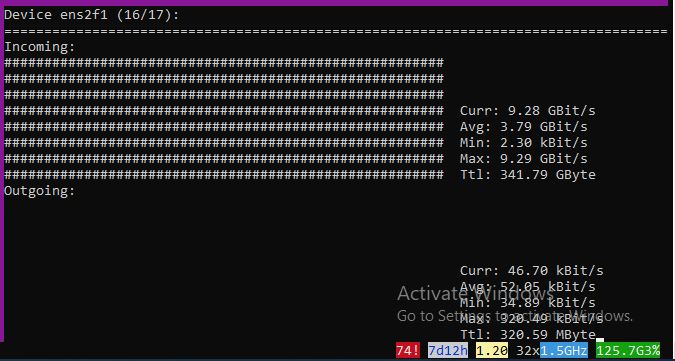 Device ens2f1 (16/17):
===================================================================================
Incoming:
#######################################################
#######################################################
#######################################################
####################################################### Curr: 9.28 GBit/s
####################################################### Avg: 3.79 GBit/s
####################################################### Min: 2.30 kBit/s
####################################################### Max: 9.29 GBit/s
####################################################### Ttl: 341.79 GByte
Outgoing:
Curr: 46.70 kBit/s
Avg: 52.05 kBit/s
Min: 34.89 kBit/s
Max: 320.49 kBit/s
Ttl: 320.59 MByte
Activate Windows
Go to Settings to activate Windows.
74! 7d12h 1.20 32x1.5GHz 125.7G3%